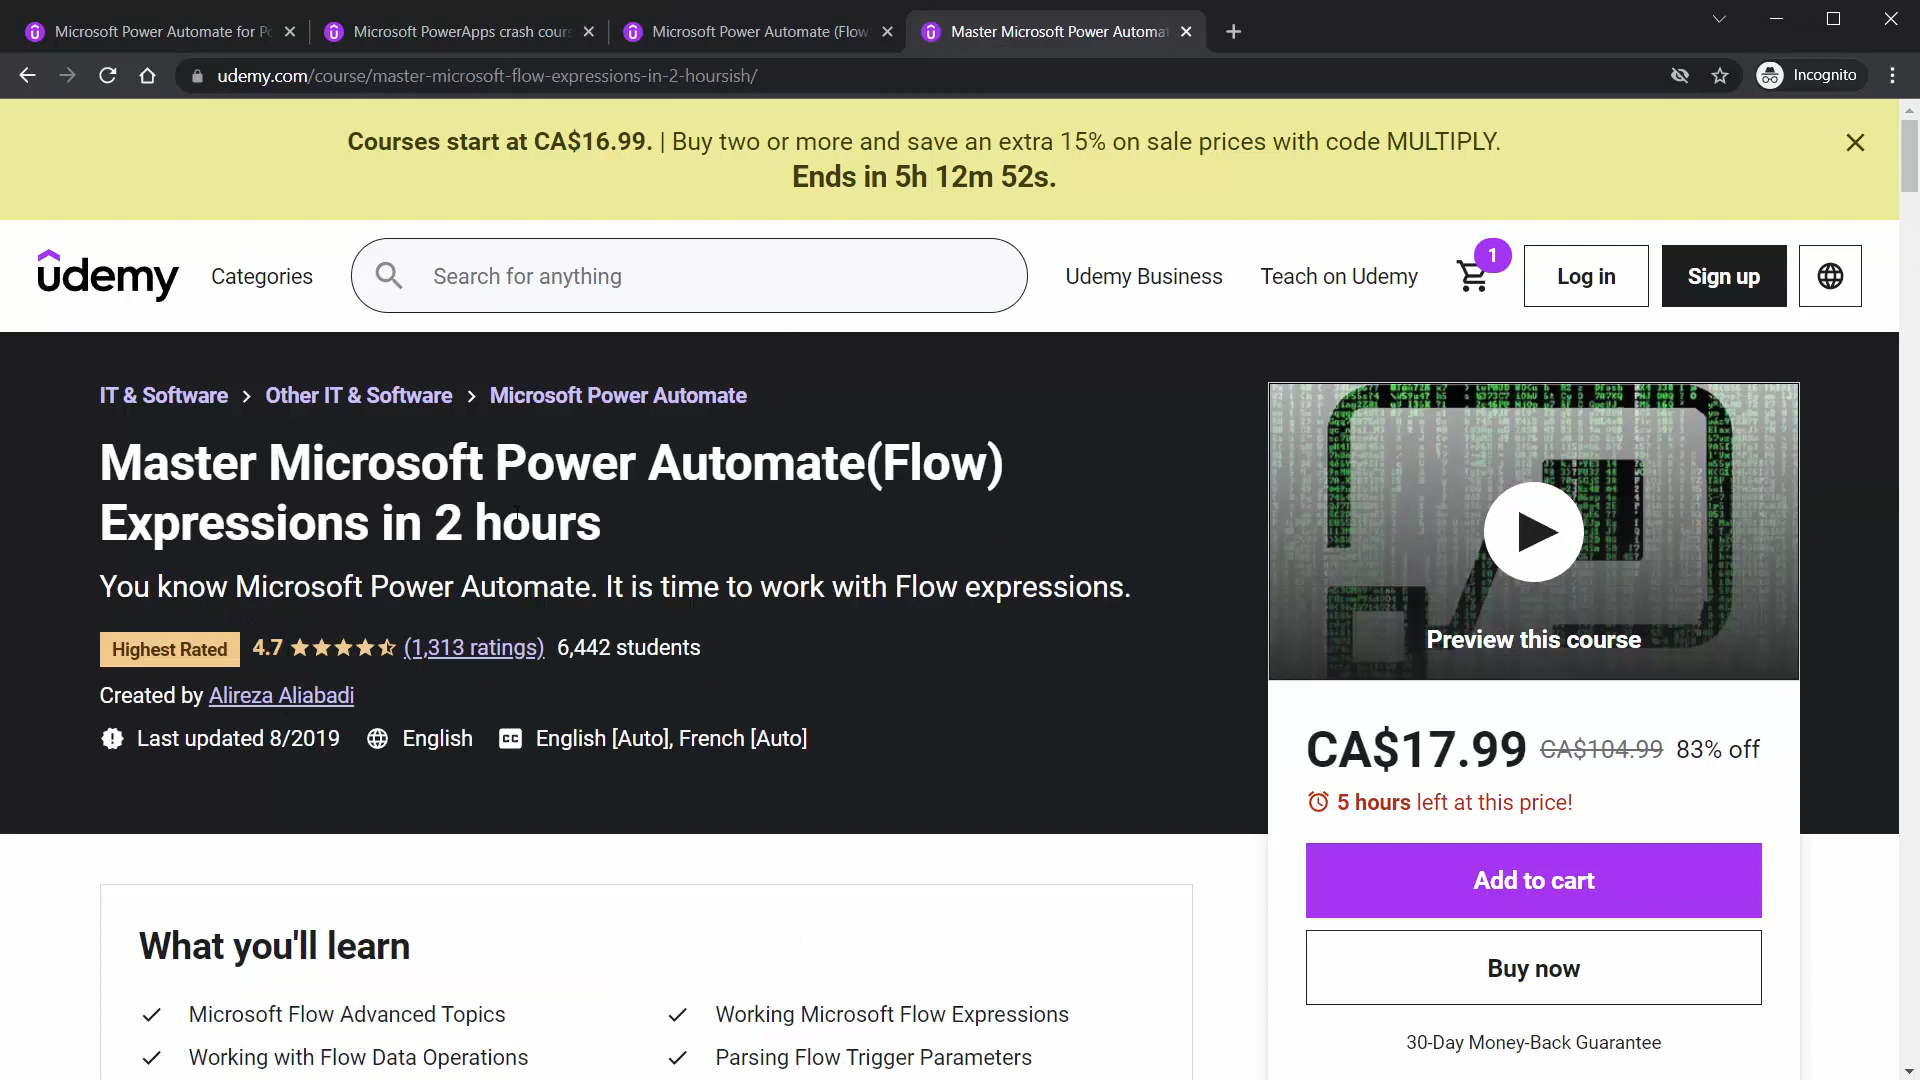 Microsoft Power Automate for Po
Microsoft PowerApps crash cours
Microsoft Power Automate (Flow
Master Microsoft Power Automat
udemy.com/course/master-microsoft-flow-expressions-in-2-hoursish/
Incognito
Courses start at CA$16.99. | Buy two or more and save an extra 15% on sale prices with code MULTIPLY.
Ends in 5h 12m 52s.
udemy
Categories
Search for anything
Udemy Business
Teach on Udemy
1
Log in
Sign up
IT & Software > Other IT & Software > Microsoft Power Automate
Master Microsoft Power Automate(Flow)
Expressions in 2 hours
You know Microsoft Power Automate. It is time to work with Flow expressions.
Highest Rated 4.7 (1,313 ratings) 6,442 students
Created by Alireza Aliabadi
Last updated 8/2019 English CC English [Auto], French [Auto]
Preview this course
CA$17.99 CA$104.99 83% off
5 hours left at this price!
Add to cart
Buy now
30-Day Money-Back Guarantee
What you'll learn
Microsoft Flow Advanced Topics
Working Microsoft Flow Expressions
Working with Flow Data Operations
Parsing Flow Trigger Parameters